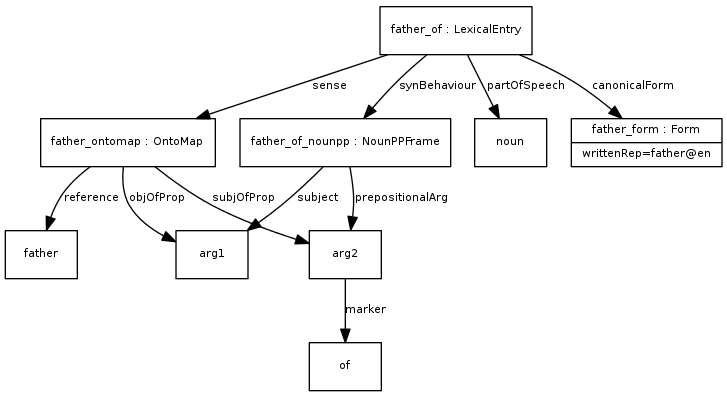 father_of : LexicalEntry
sense
synBehaviour
partOfSpeech
canonicalForm
father_ontomap : OntoMap
father_of_nounpp : NounPPFrame
noun
father_form : Form
writtenRep=father@en
reference
objOfProp
subjOfProp
subject
prepositionalArg
father
arg1
arg2
marker
of